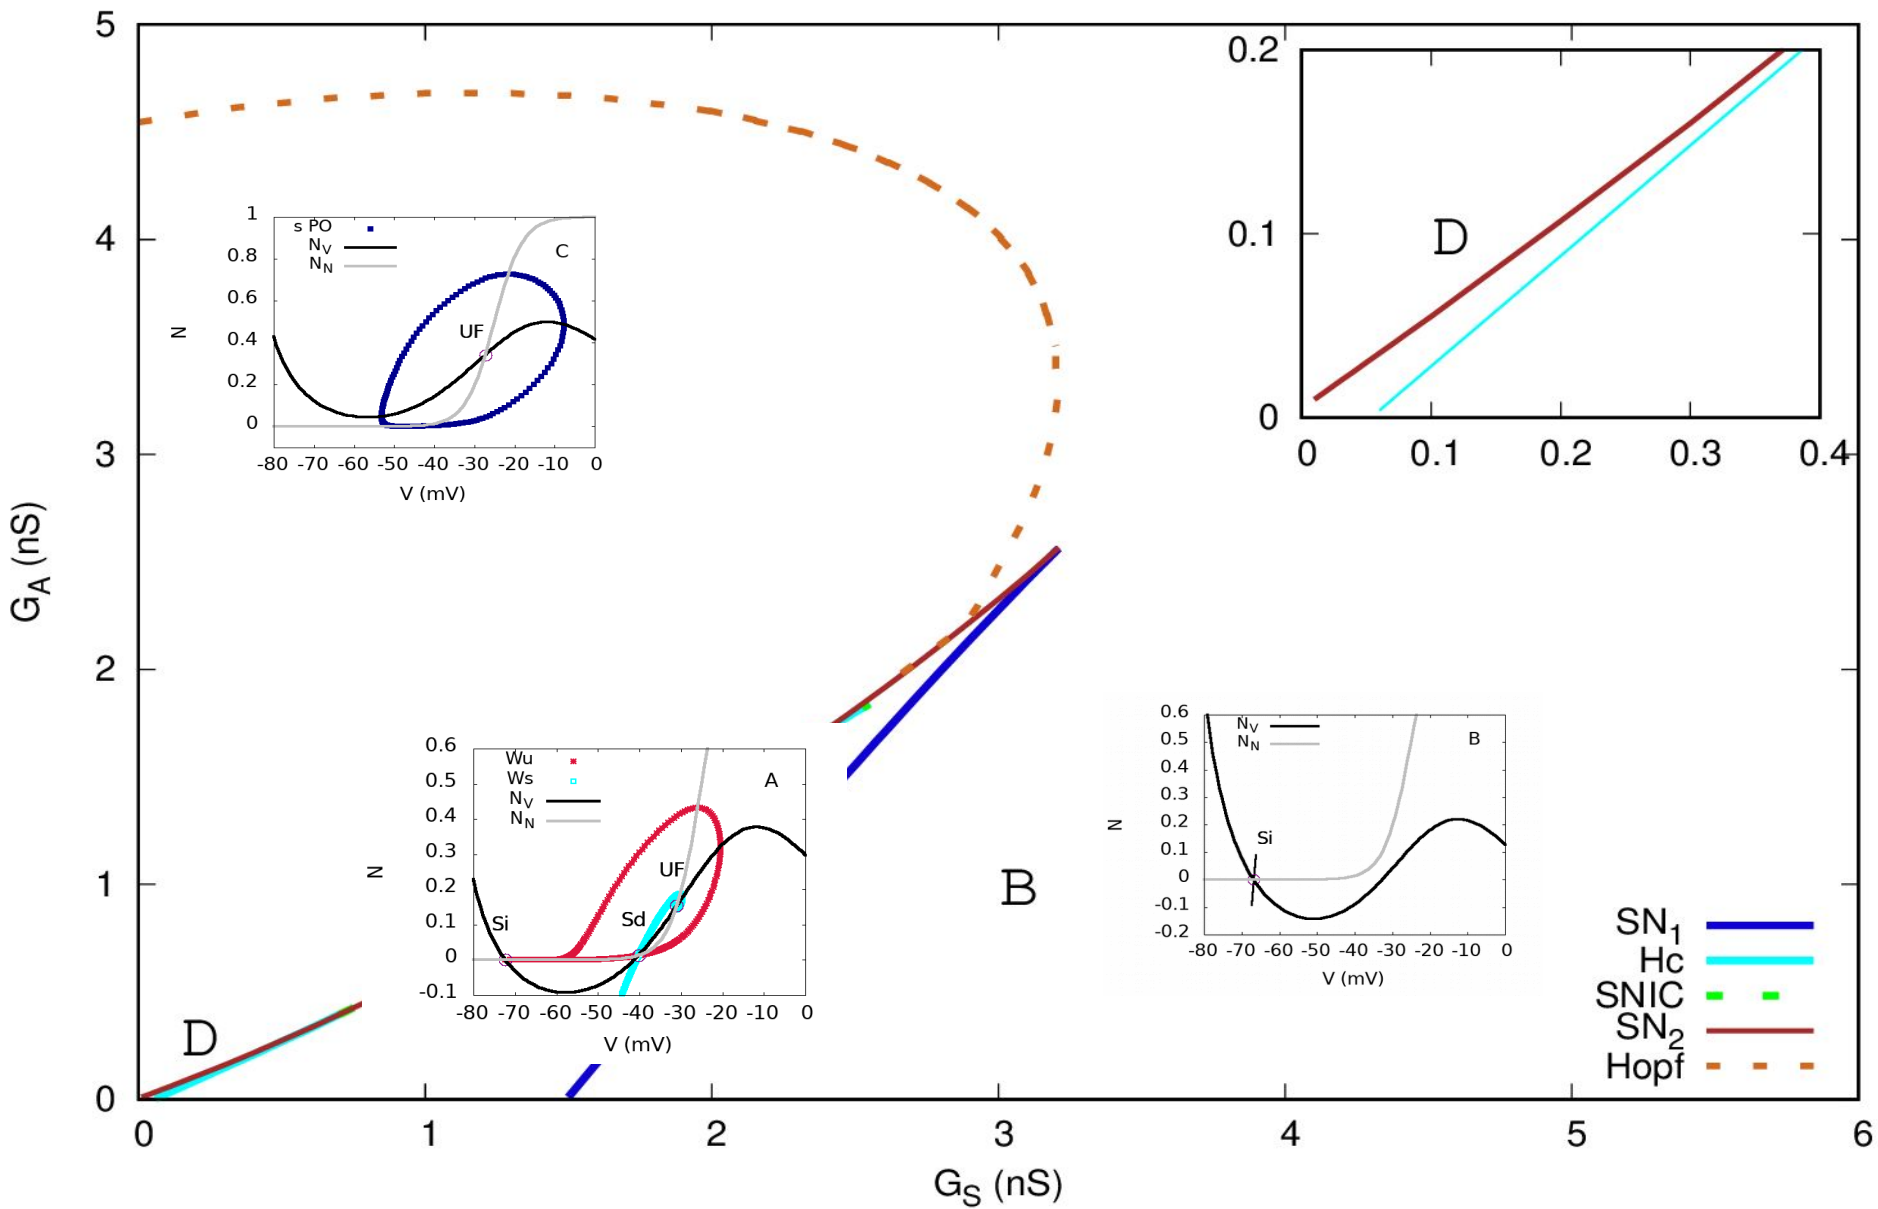 5
4
3
2
1
0
G_A (nS)
0 1 2 3 4 5 6
G_S (nS)
0.2
0.1
0
0 0.1 0.2 0.3 0.4
D
1
0.8
0.6
0.4
0.2
0
N
s PO
N_V
N_N
C
UF
-80 -70 -60 -50 -40 -30 -20 -10 0
V (mV)
0.6
0.5
0.4
0.3
0.2
0.1
0
-0.1
N
Wu
Ws
N_V
N_N
A
UF
Sd
Si
-80 -70 -60 -50 -40 -30 -20 -10 0
V (mV)
0.6
0.5
0.4
0.3
0.2
0.1
0
-0.1
-0.2
N
N_V
N_N
B
Si
-80 -70 -60 -50 -40 -30 -20 -10 0
V (mV)
B
D
SN_1
Hc
SNIC
SN_2
Hopf